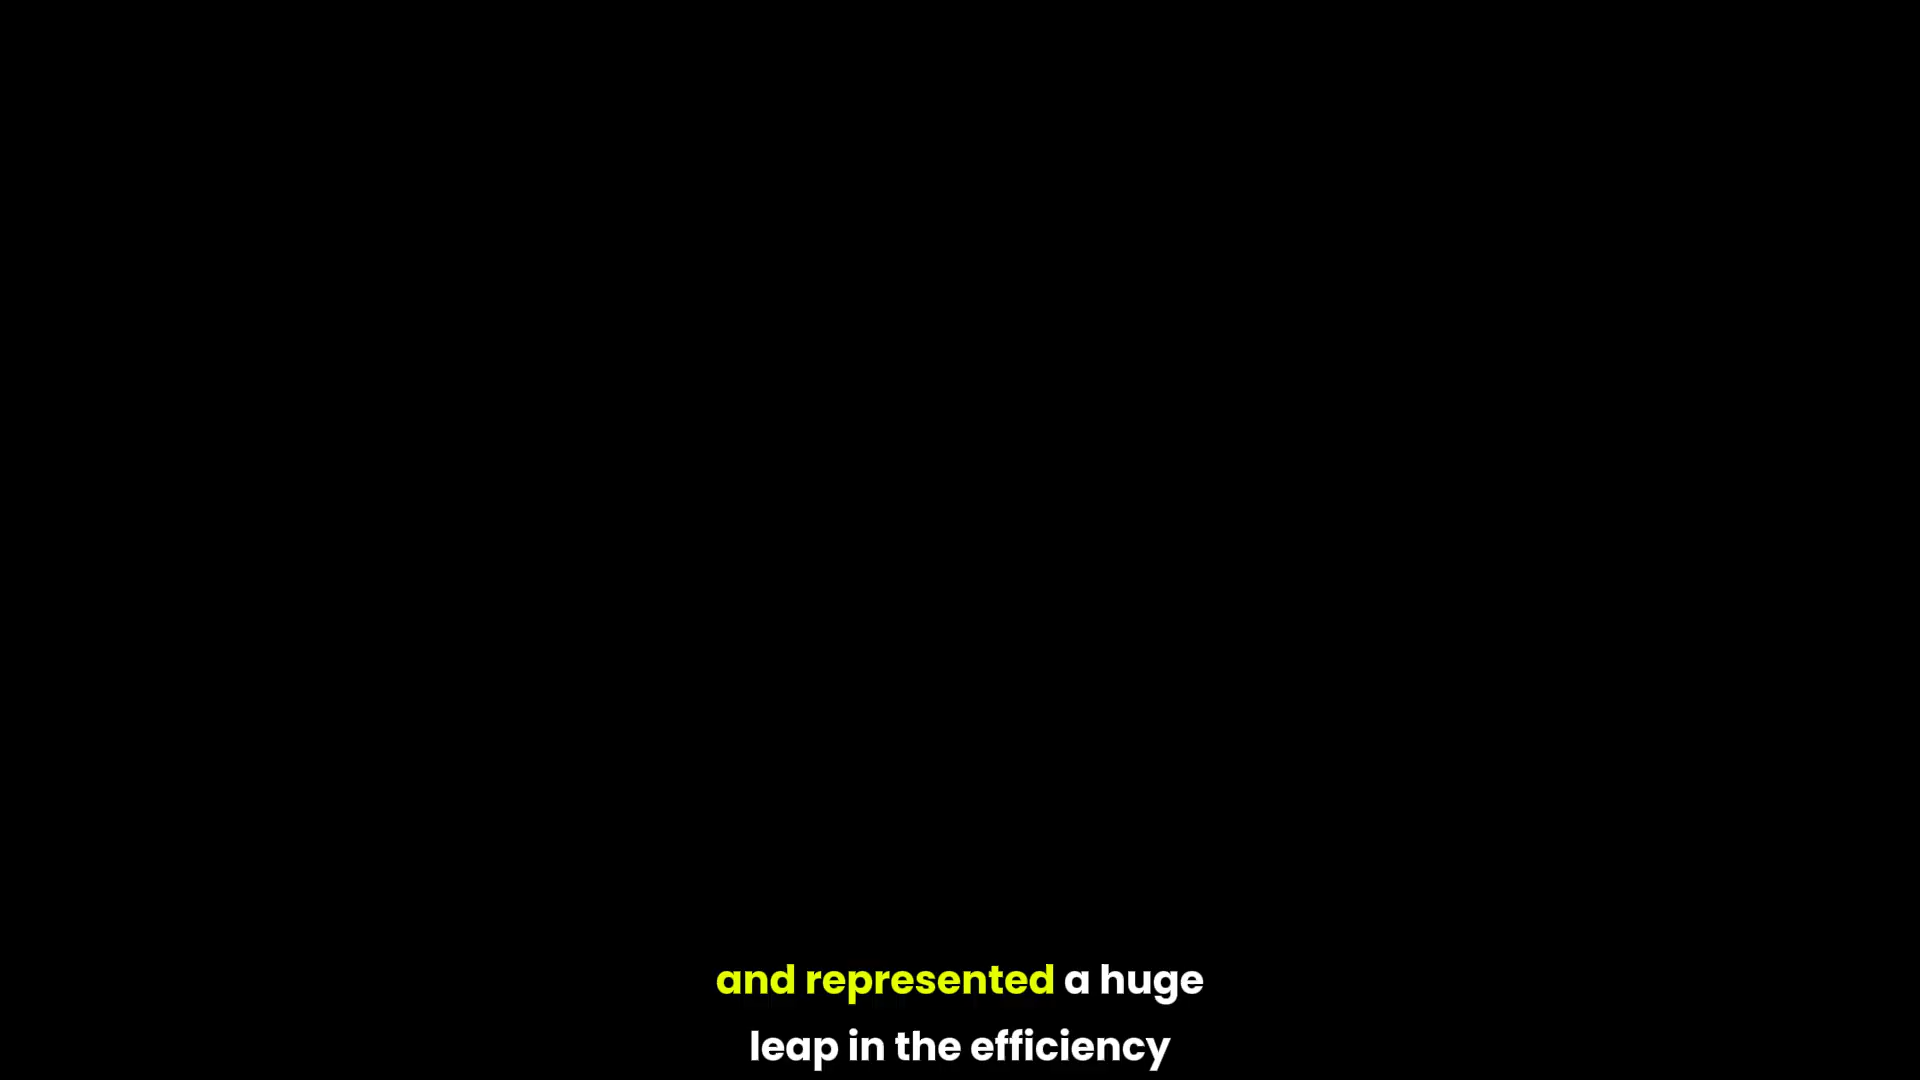 and represented a huge
leap in the efficiency